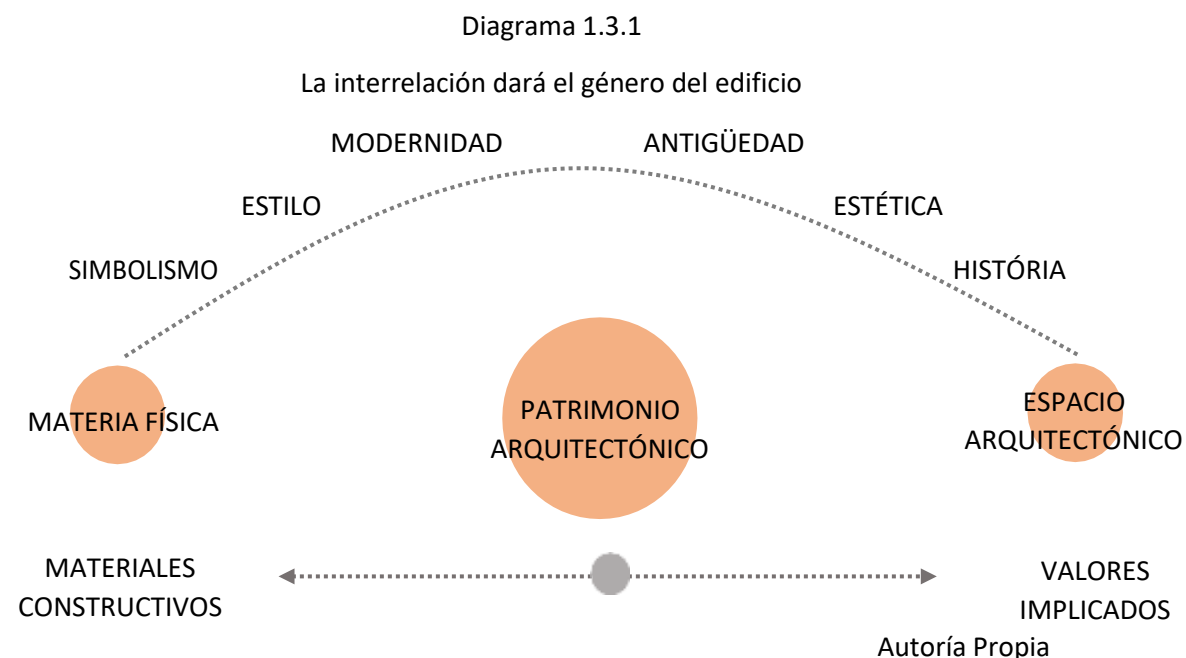 Diagrama 1.3.1
La interrelación dará el género del edificio
MODERNIDAD
ANTIGÜEDAD
ESTILO
ESTÉTICA
SIMBOLISMO
HISTÓRIA
MATERIA FÍSICA
PATRIMONIO
ARQUITECTÓNICO
ESPACIO
ARQUITECTÓNICO
MATERIALES
CONSTRUCTIVOS
VALORES
IMPLICADOS
Autoría Propia